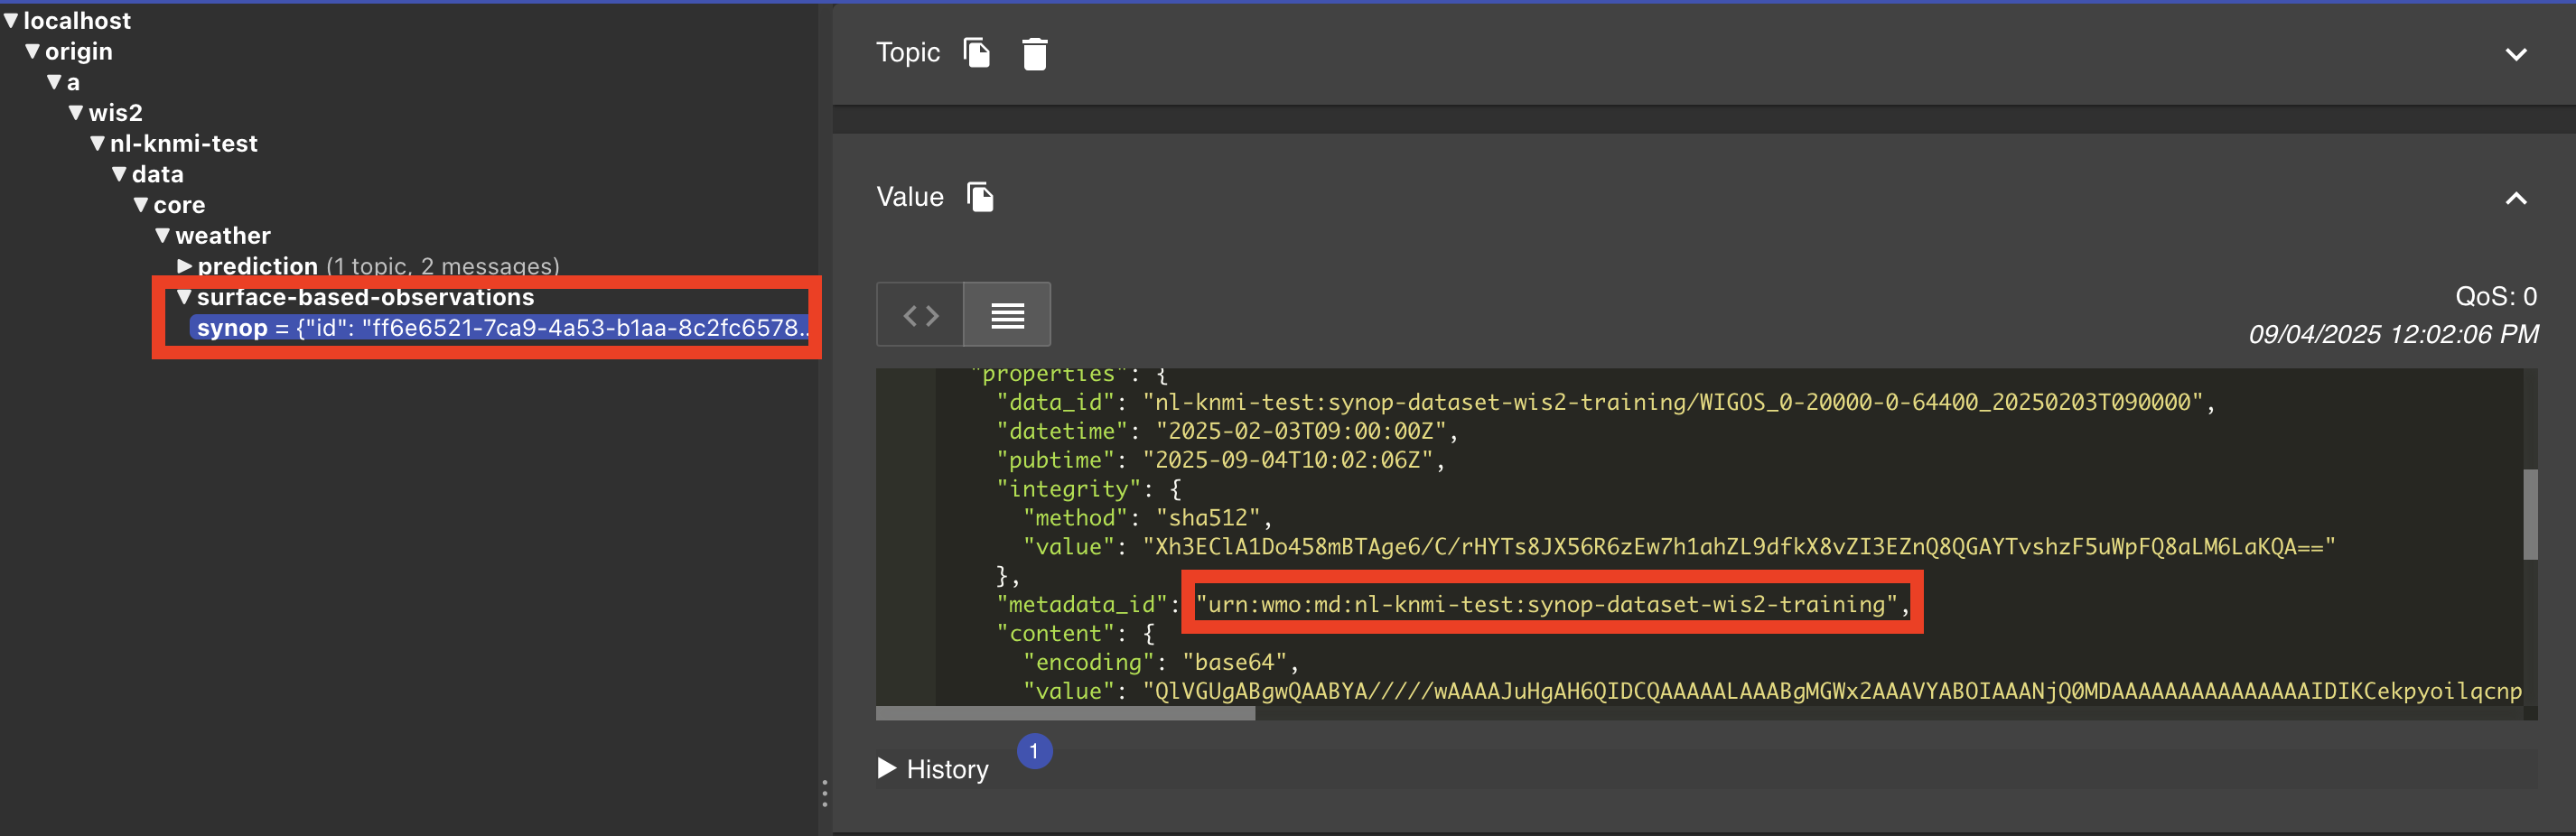 localhost
origin
a
wis2
nl-knmi-test
data
core
weather
prediction (1 topic, 2 messages)
surface-based-observations
synop = {"id": "ff6e6521-7ca9-4a53-b1aa-8c2fc6578...
Topic
Value
QoS: 0
09/04/2025 12:02:06 PM
"properties": {
"data_id": "nl-knmi-test:synop-dataset-wis2-training/WIGOS_0-20000-0-64400_20250203T090000",
"datetime": "2025-02-03T09:00:00Z",
"pubtime": "2025-09-04T10:02:06Z",
"integrity": {
"method": "sha512",
"value": "Xh3EClA1Do458mBTAge6/C/rHYTs8JX56R6zEw7h1ahZL9dfkX8vZI3EZnQ8QGAYTvshzF5uWpFQ8aLM6LaKQA=="
},
"metadata_id": "urn:wmo:md:nl-knmi-test:synop-dataset-wis2-training",
"content": {
"encoding": "base64",
"value": "QlVGUgABgwQAABYA/////wAAAAJuHgAH6QIDCQAAAAALAAABgMGWx2AAAVYABOIAAANjQ0MDAAAAAAAAAAAAAAAIDIKCekpyoilqcnp
History
1